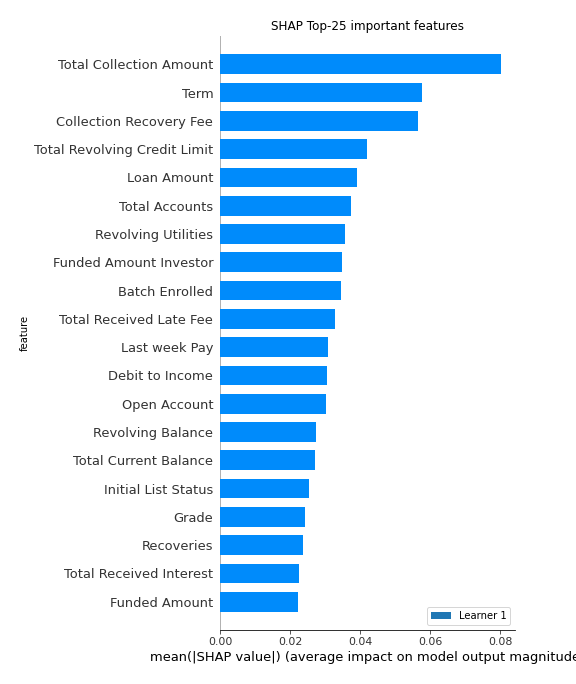 SHAP Top-25 important features
Total Collection Amount
Term
Collection Recovery Fee
Total Revolving Credit Limit
Loan Amount
Total Accounts
Revolving Utilities
Funded Amount Investor
Batch Enrolled
Total Received Late Fee
Last week Pay
Debit to Income
Open Account
Revolving Balance
Total Current Balance
Initial List Status
Grade
Recoveries
Total Received Interest
Funded Amount
feature
Learner 1
0.00 0.02 0.04 0.06 0.08
mean(|SHAP value|) (average impact on model output magnitude